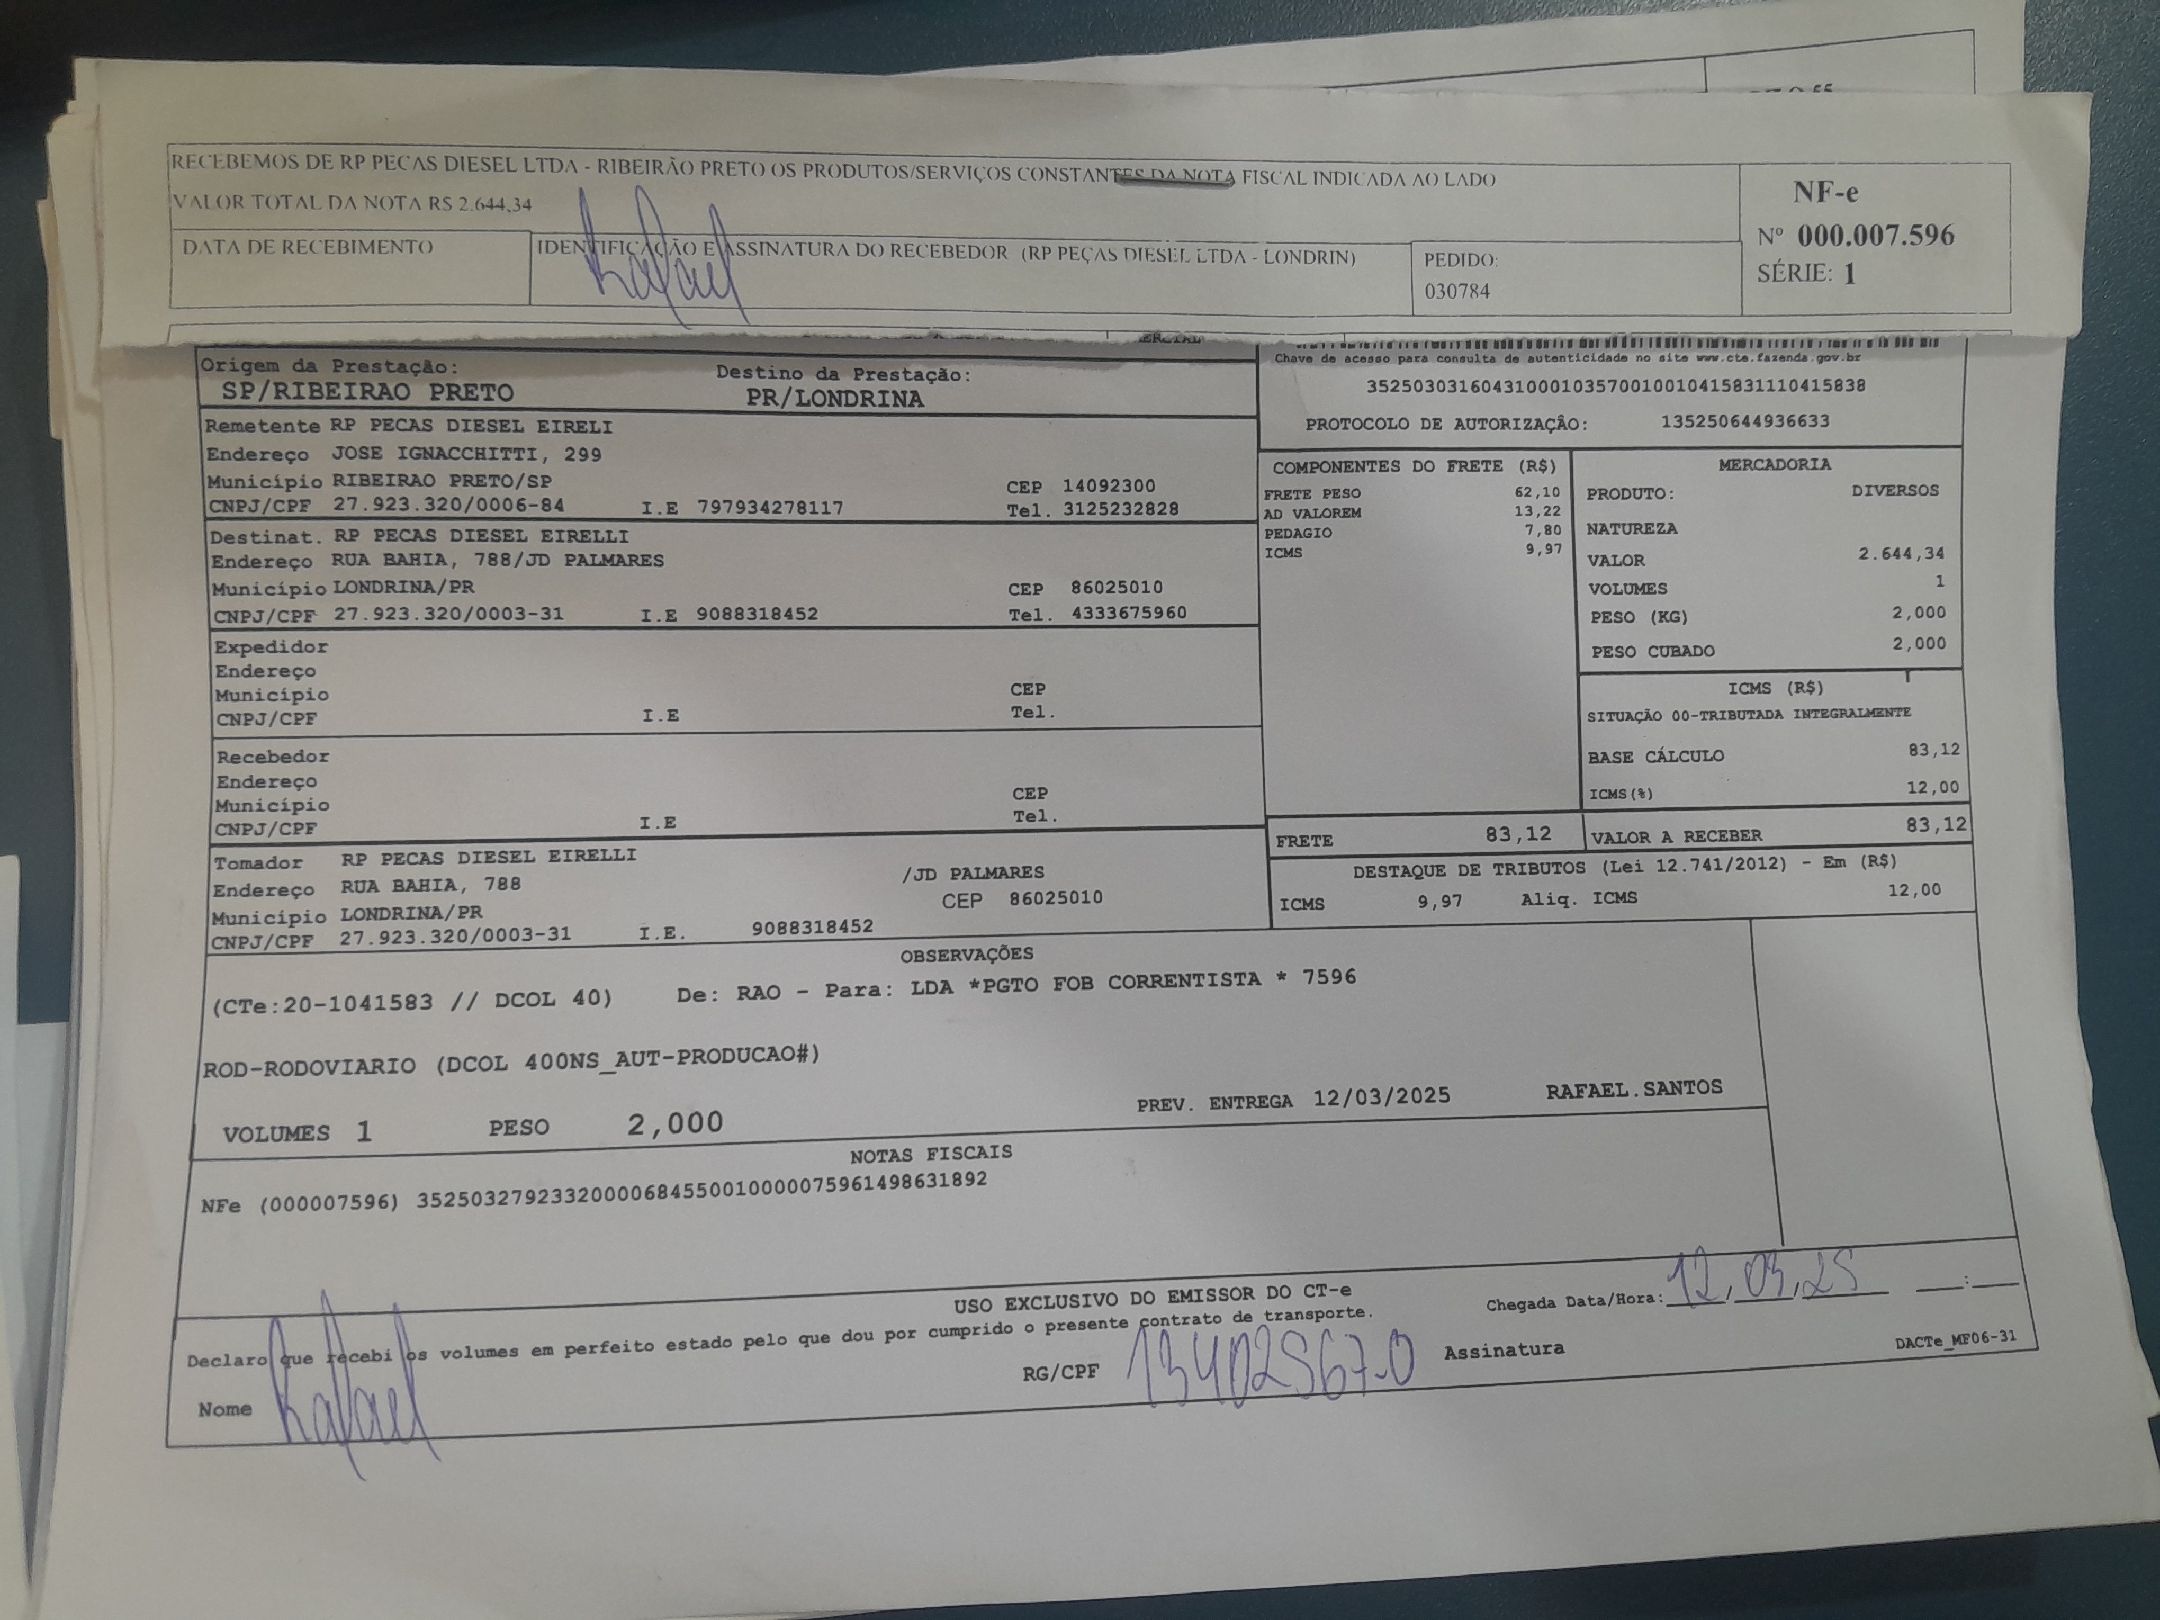 RECEBEMOS DE RP PECAS DIESEL LTDA - RIBEIRÃO PRETO OS PRODUTOS/SERVIÇOS CONSTANTES DA NOTA FISCAL INDICADA AO LADO
VALOR TOTAL DA NOTA R$ 2.644,34
DATA DE RECEBIMENTO
IDENTIFICAÇÃO E ASSINATURA DO RECEBEDOR (RP PEÇAS DIESEL LTDA - LONDRIN)
Rafael
PEDIDO:
030784
NF-e
Nº 000.007.596
SÉRIE: 1
Origem da Prestação:
SP/RIBEIRAO PRETO
Destino da Prestação:
PR/LONDRINA
Chave de acesso para consulta de autenticidade no site www.cte.fazenda.gov.br
35250303160431000103570010010415831110415838
PROTOCOLO DE AUTORIZAÇÃO: 135250644936633
Remetente RP PECAS DIESEL EIRELI
Endereço JOSE IGNACCHITTI, 299
Município RIBEIRAO PRETO/SP CEP 14092300
CNPJ/CPF 27.923.320/0006-84 I.E 797934278117 Tel. 3125232828
Destinat. RP PECAS DIESEL EIRELLI
Endereço RUA BAHIA, 788/JD PALMARES
Município LONDRINA/PR CEP 86025010
CNPJ/CPF 27.923.320/0003-31 I.E 9088318452 Tel. 4333675960
Expedidor
Endereço
Município CEP
CNPJ/CPF I.E Tel.
Recebedor
Endereço
Município CEP
CNPJ/CPF I.E Tel.
Tomador RP PECAS DIESEL EIRELLI
Endereço RUA BAHIA, 788 /JD PALMARES
Município LONDRINA/PR CEP 86025010
CNPJ/CPF 27.923.320/0003-31 I.E. 9088318452
COMPONENTES DO FRETE (R$)
FRETE PESO 62,10
AD VALOREM 13,22
PEDAGIO 7,80
ICMS 9,97
MERCADORIA
PRODUTO: DIVERSOS
NATUREZA
VALOR 2.644,34
VOLUMES 1
PESO (KG) 2,000
PESO CUBADO 2,000
ICMS (R$)
SITUAÇÃO 00-TRIBUTADA INTEGRALMENTE
BASE CÁLCULO 83,12
ICMS(%) 12,00
FRETE 83,12
VALOR A RECEBER 83,12
DESTAQUE DE TRIBUTOS (Lei 12.741/2012) - Em (R$)
ICMS 9,97 Aliq. ICMS 12,00
OBSERVAÇÕES
(CTe:20-1041583 // DCOL 40) De: RAO - Para: LDA *PGTO FOB CORRENTISTA * 7596
ROD-RODOVIARIO (DCOL 400NS_AUT-PRODUCAO#)
VOLUMES 1 PESO 2,000 PREV. ENTREGA 12/03/2025 RAFAEL.SANTOS
NOTAS FISCAIS
NFe (000007596) 35250327923320000684550010000075961498631892
USO EXCLUSIVO DO EMISSOR DO CT-e
Chegada Data/Hora: 12,03,25 __:__
Declaro que recebi os volumes em perfeito estado pelo que dou por cumprido o presente contrato de transporte.
Nome Rafael RG/CPF 13402567-0 Assinatura
DACTe_MF06-31